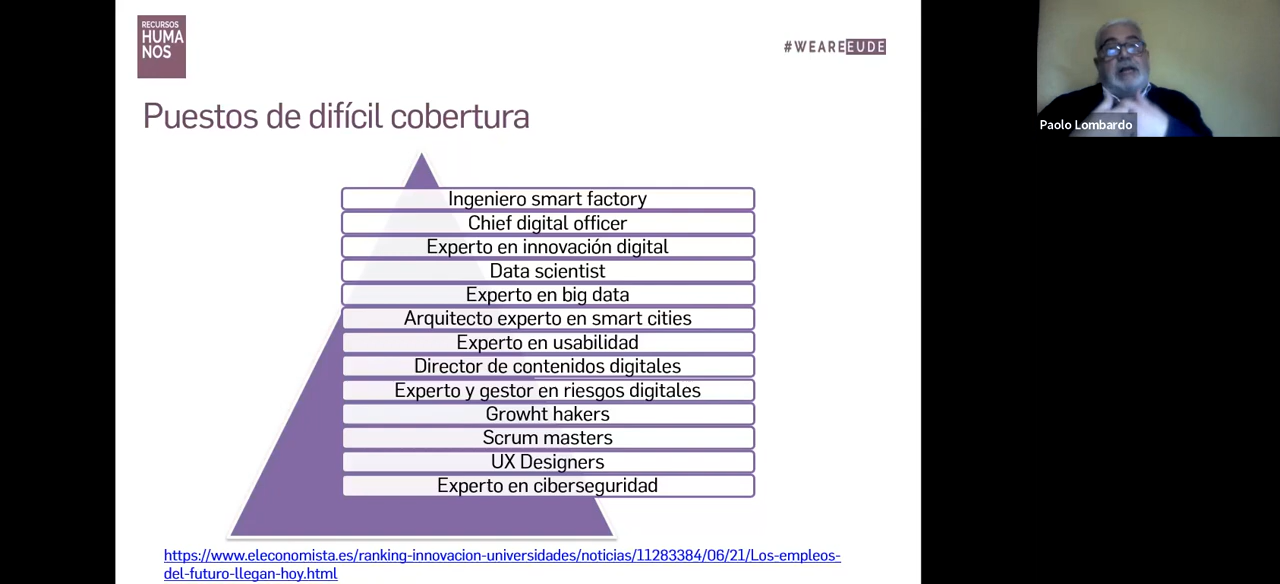 RECURSOS
HUMA
NOS
#WEAREEUDE
Puestos de difícil cobertura
Ingeniero smart factory
Chief digital officer
Experto en innovación digital
Data scientist
Experto en big data
Arquitecto experto en smart cities
Experto en usabilidad
Director de contenidos digitales
Experto y gestor en riesgos digitales
Growht hakers
Scrum masters
UX Designers
Experto en ciberseguridad
https://www.eleconomista.es/ranking-innovacion-universidades/noticias/11283384/06/21/Los-empleos-
del-futuro-llegan-hoy.html
Paolo Lombardo